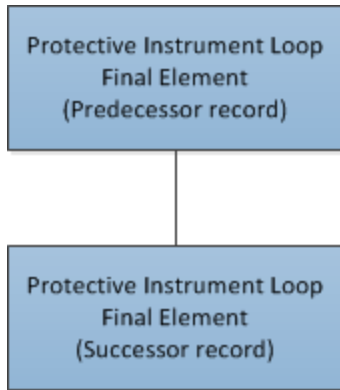 Protective Instrument Loop
Final Element
(Predecessor record)
Protective Instrument Loop
Final Element
(Successor record)